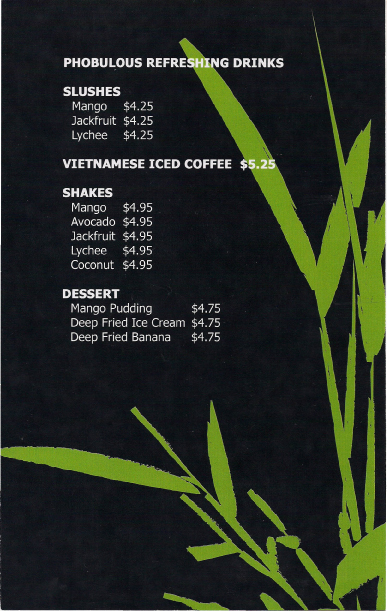 PHOBULOUS REFRESHING DRINKS
SLUSHES
Mango $4.25
Jackfruit $4.25
Lychee $4.25
VIETNAMESE ICED COFFEE $5.25
SHAKES
Mango $4.95
Avocado $4.95
Jackfruit $4.95
Lychee $4.95
Coconut $4.95
DESSERT
Mango Pudding $4.75
Deep Fried Ice Cream $4.75
Deep Fried Banana $4.75